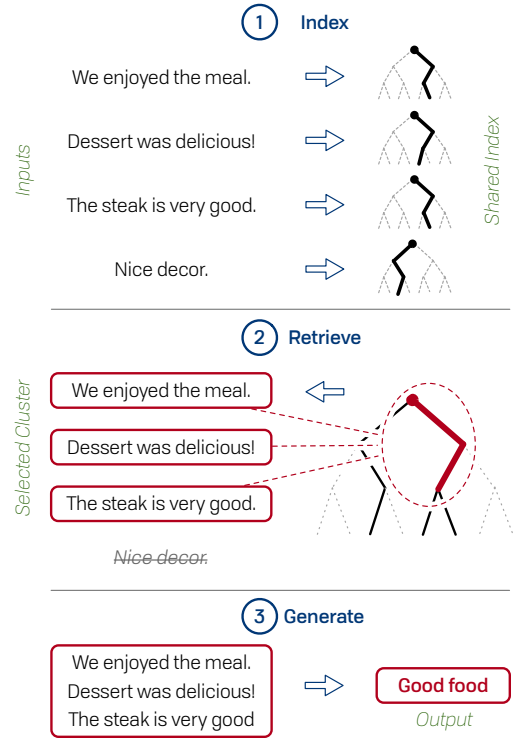 1 Index
We enjoyed the meal.
Dessert was delicious!
The steak is very good.
Nice decor.
Inputs
Shared Index
2 Retrieve
We enjoyed the meal.
Dessert was delicious!
The steak is very good.
Nice decor.
Selected Cluster
3 Generate
We enjoyed the meal.
Dessert was delicious!
The steak is very good
Good food
Output